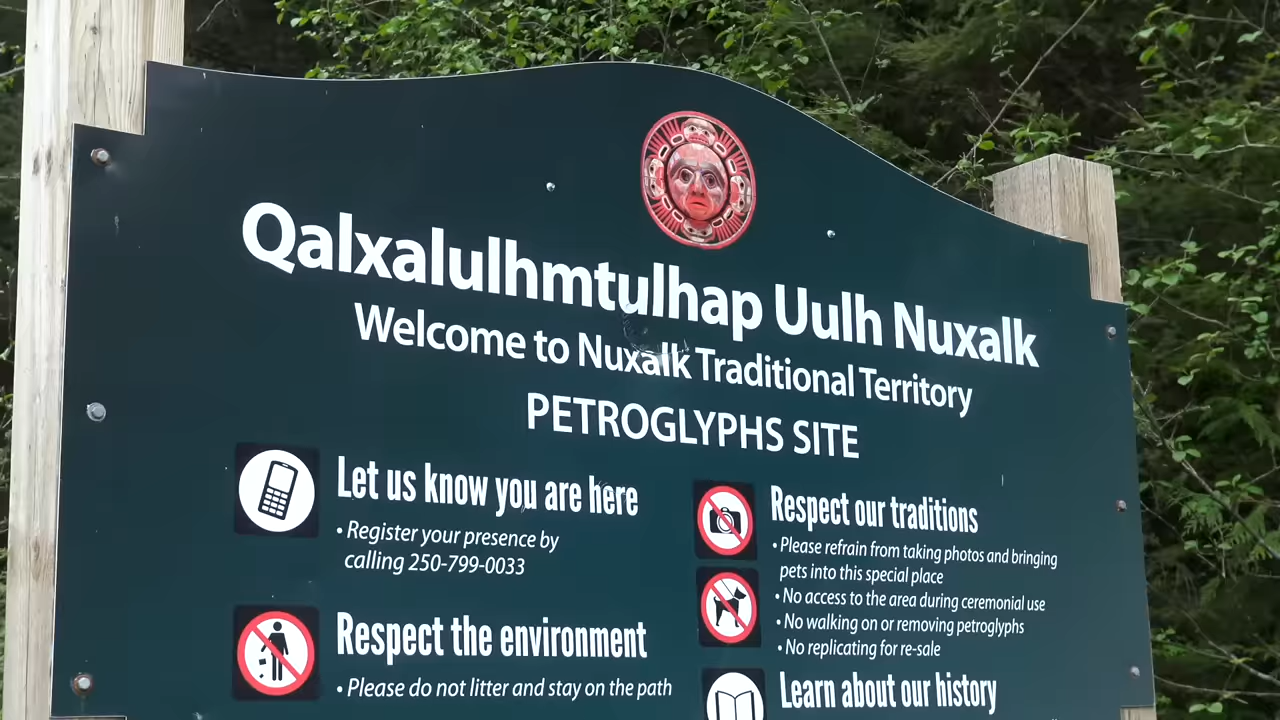 Qalxalulhmtulhap Uulh Nuxalk
Welcome to Nuxalk Traditional Territory
PETROGLYPHS SITE
Let us know you are here
• Register your presence by
calling 250-799-0033
Respect the environment
• Please do not litter and stay on the path
Respect our traditions
• Please refrain from taking photos and bringing
pets into this special place
• No access to the area during ceremonial use
• No walking on or removing petroglyphs
• No replicating for re-sale
Learn about our history